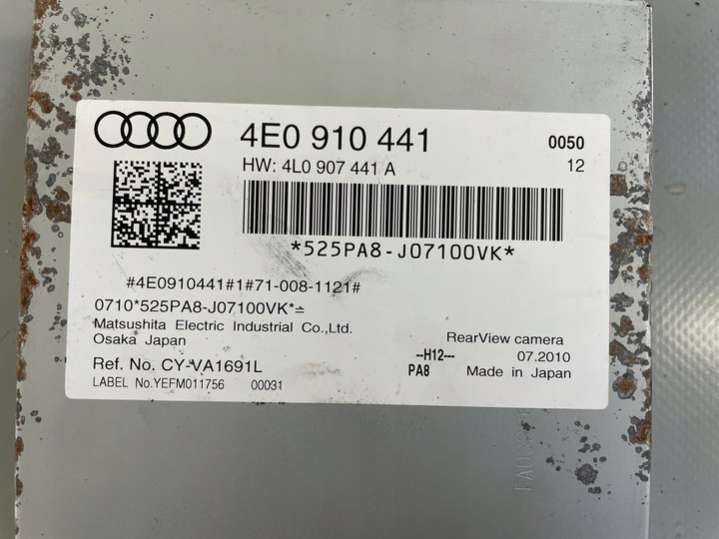 4E0 910 441
0050
HW: 4L0 907 441 A
12
*525PA8-J07100VK*
#4E0910441#1#71-008-1121#
0710*525PA8-J07100VK*=
Matsushita Electric Industrial Co.,Ltd.
Osaka Japan
RearView camera
--H12---
07.2010
Ref. No. CY-VA1691L
PA8
Made in Japan
LABEL No.YEFM011756
00031